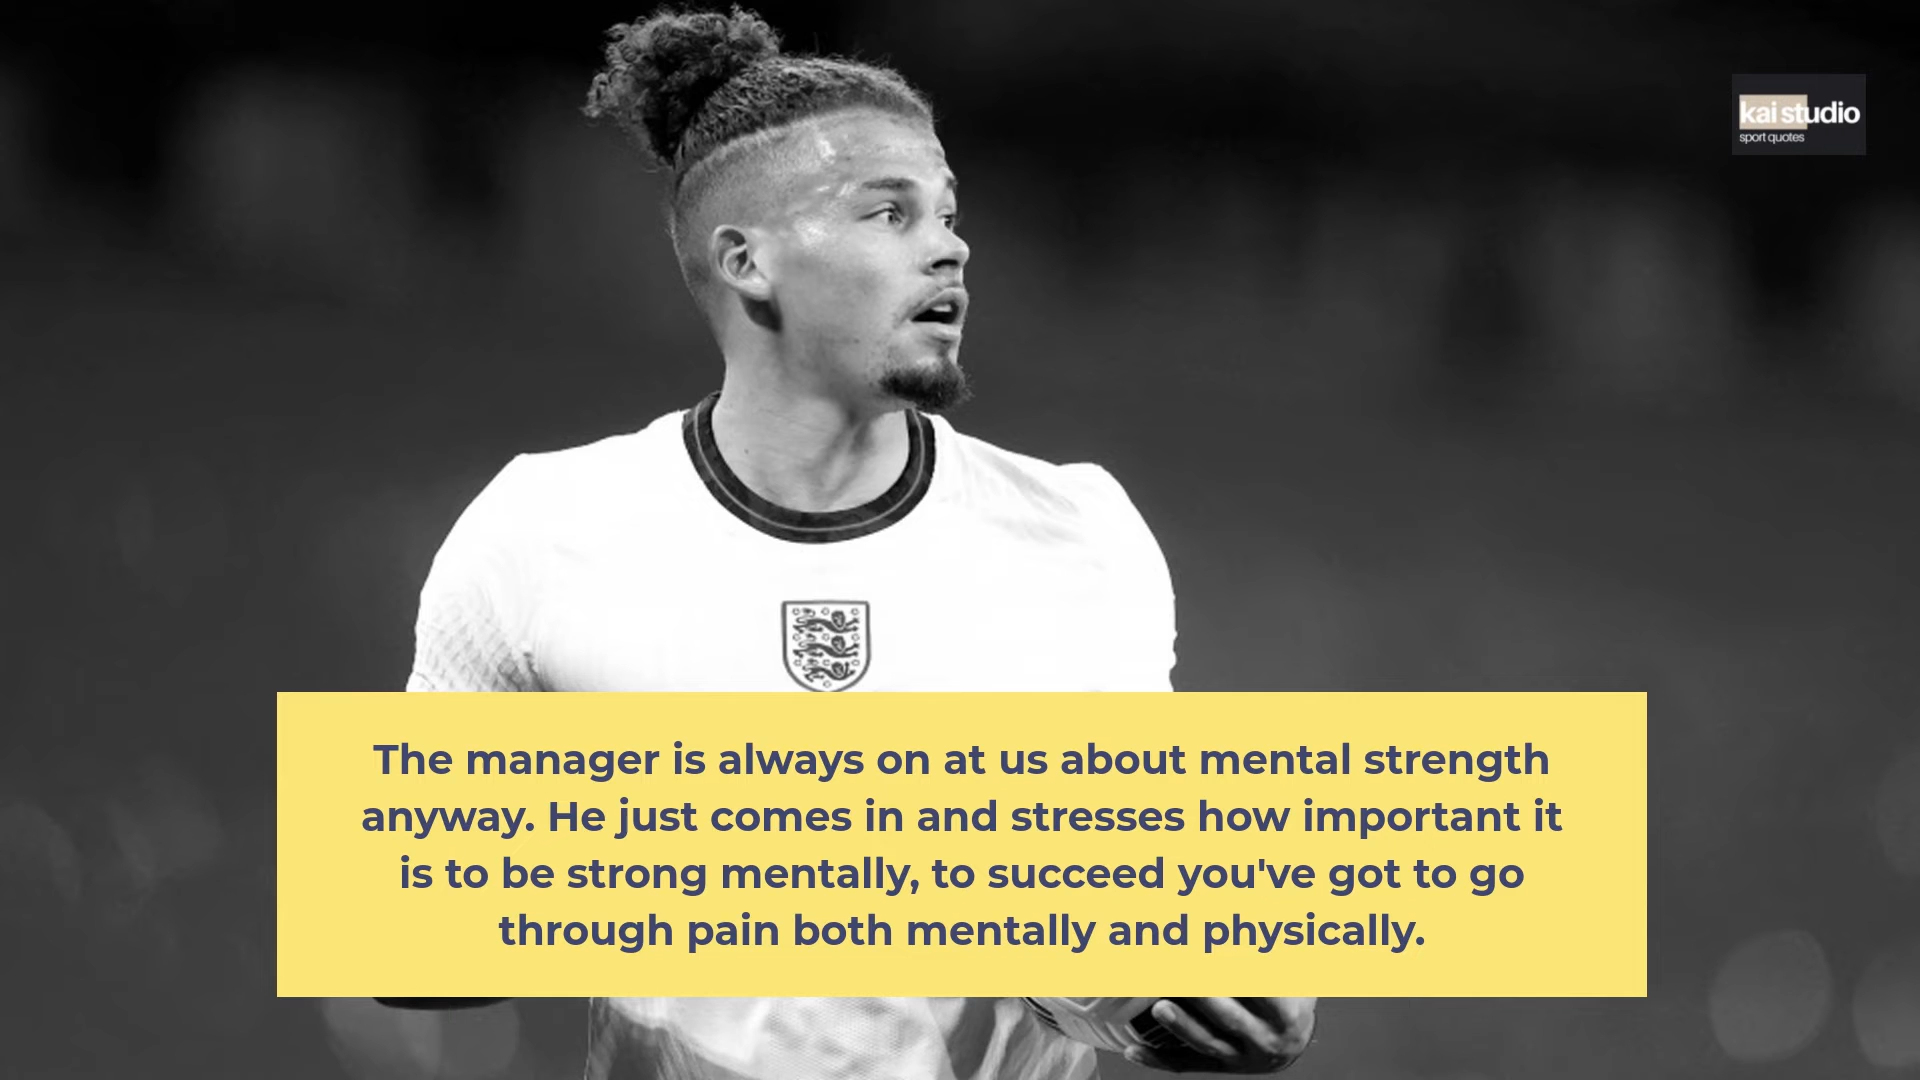 kai studio
sport quotes
The manager is always on at us about mental strength
anyway. He just comes in and stresses how important it
is to be strong mentally, to succeed you've got to go
through pain both mentally and physically.